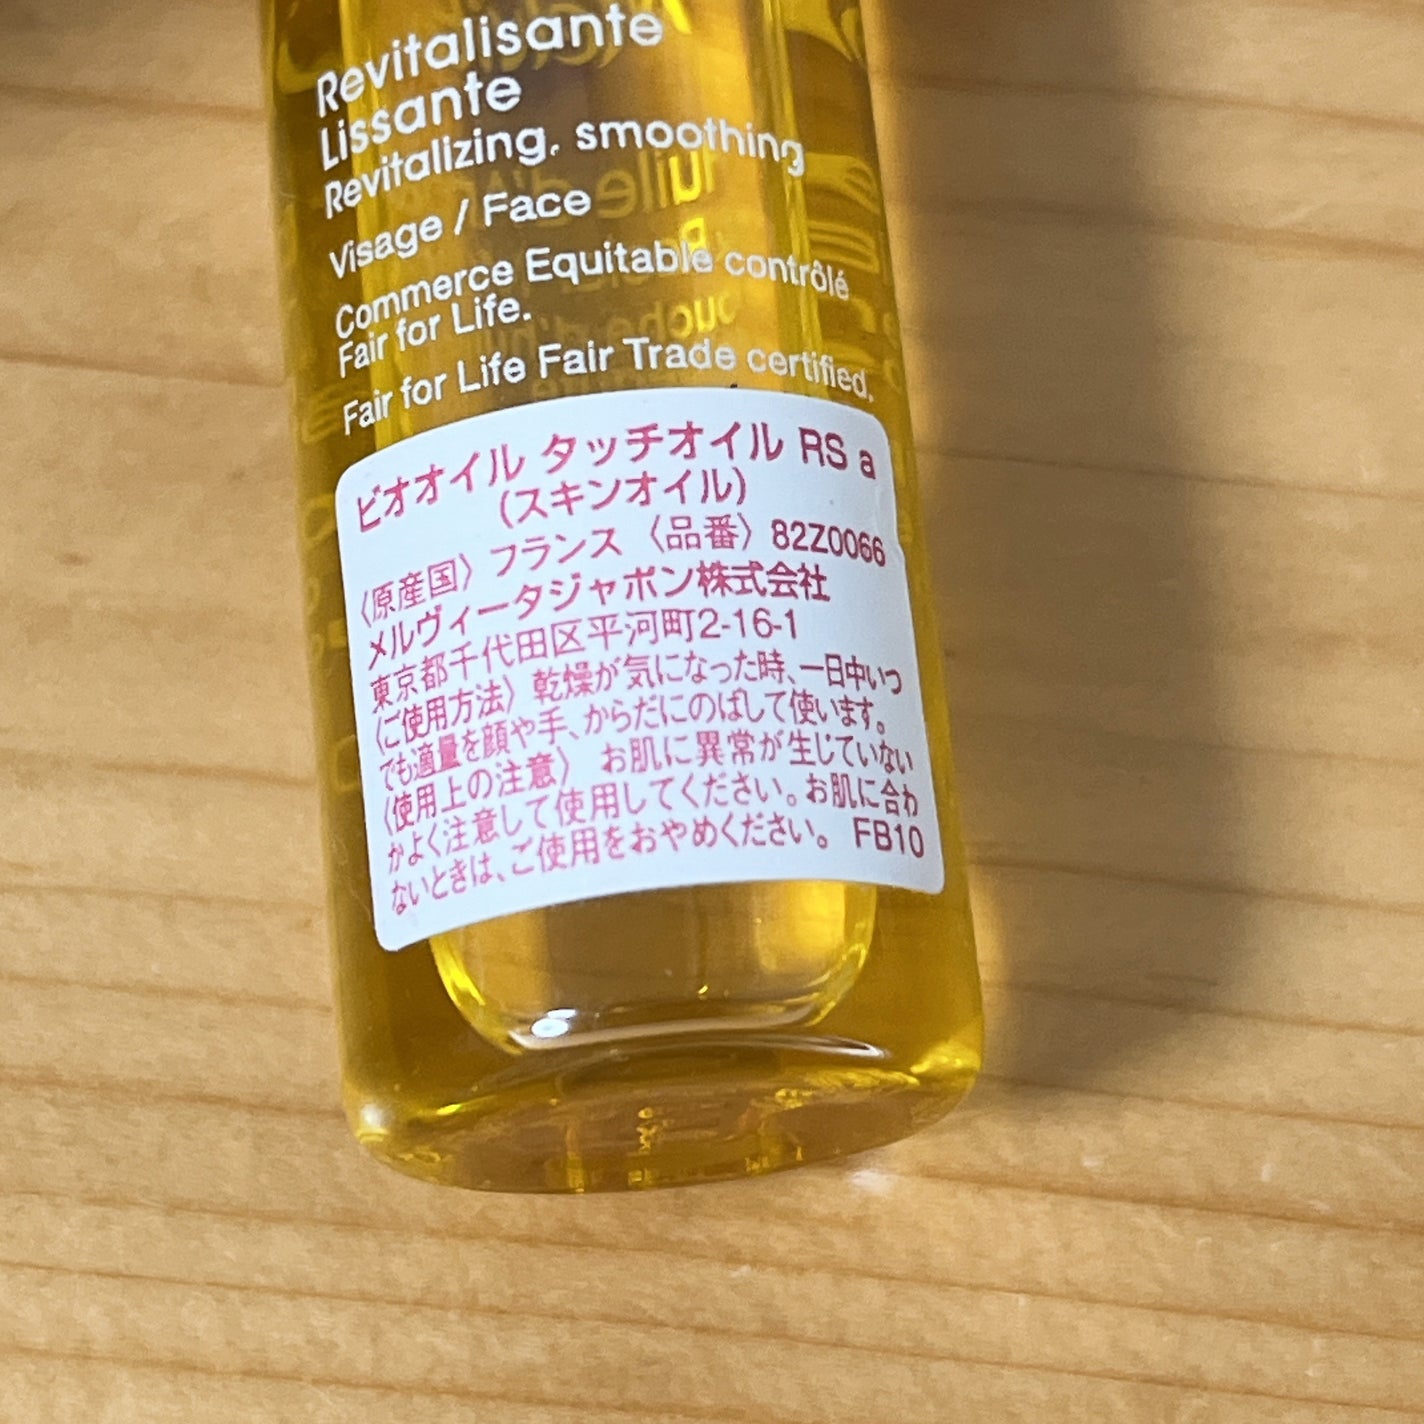 Revitalisante
Lissante
Revitalizing, smoothing
Visage / Face
Commerce Equitable contrôlé
Fair for Life.
Fair for Life Fair Trade certified.
ビオオイル タッチオイル RS a
(スキンオイル)
〈原産国〉フランス 〈品番〉82Z0066
メルヴィータジャポン株式会社
東京都千代田区平河町2-16-1
〈ご使用方法〉乾燥が気になった時、一日中いつ
でも適量を顔や手、からだにのばして使います。
〈使用上の注意〉 お肌に異常が生じていない
かよく注意して使用してください。お肌に合わ
ないときは、ご使用をおやめください。 FB10